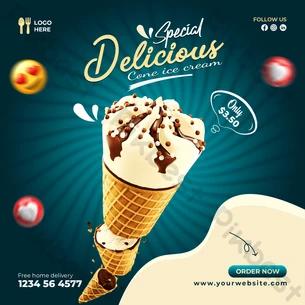 LOGO
HERE
FOLLOW US
Special
Delicious
Cone ice cream
Only
$3.50
Free home delivery
1234 56 4577
ORDER NOW
www.yourwebsite.com